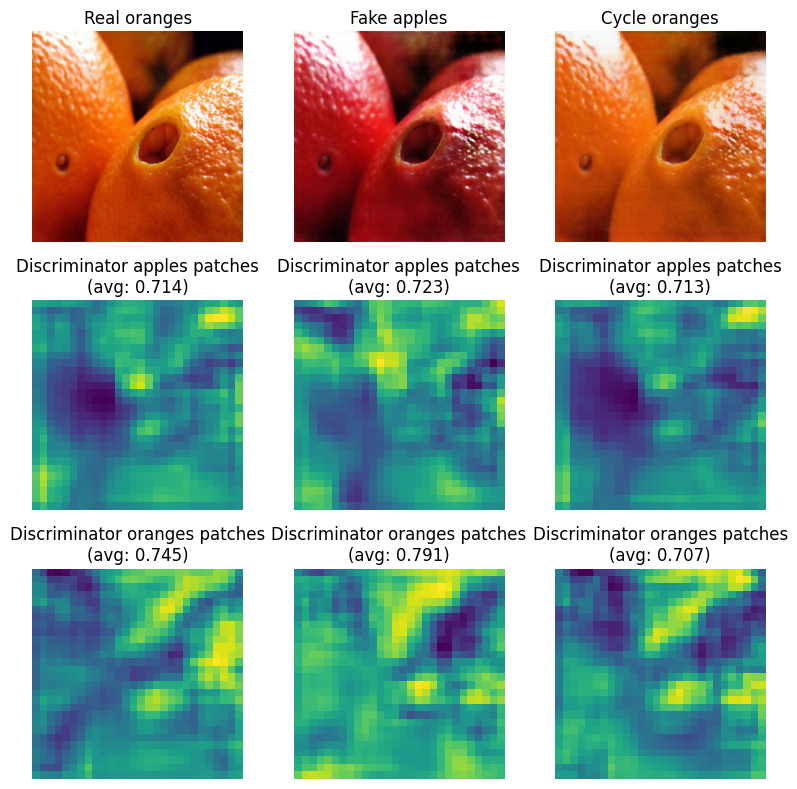 Real oranges
Fake apples
Cycle oranges
Discriminator apples patches
(avg: 0.714)
Discriminator apples patches
(avg: 0.723)
Discriminator apples patches
(avg: 0.713)
Discriminator oranges patches
(avg: 0.745)
Discriminator oranges patches
(avg: 0.791)
Discriminator oranges patches
(avg: 0.707)